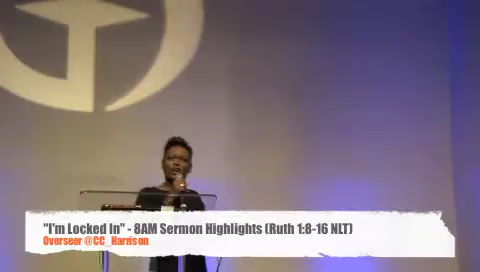 "I'm Locked In" - 8AM Sermon Highlights (Ruth 1:8-16 NLT)
Overseer @CC_Harrison